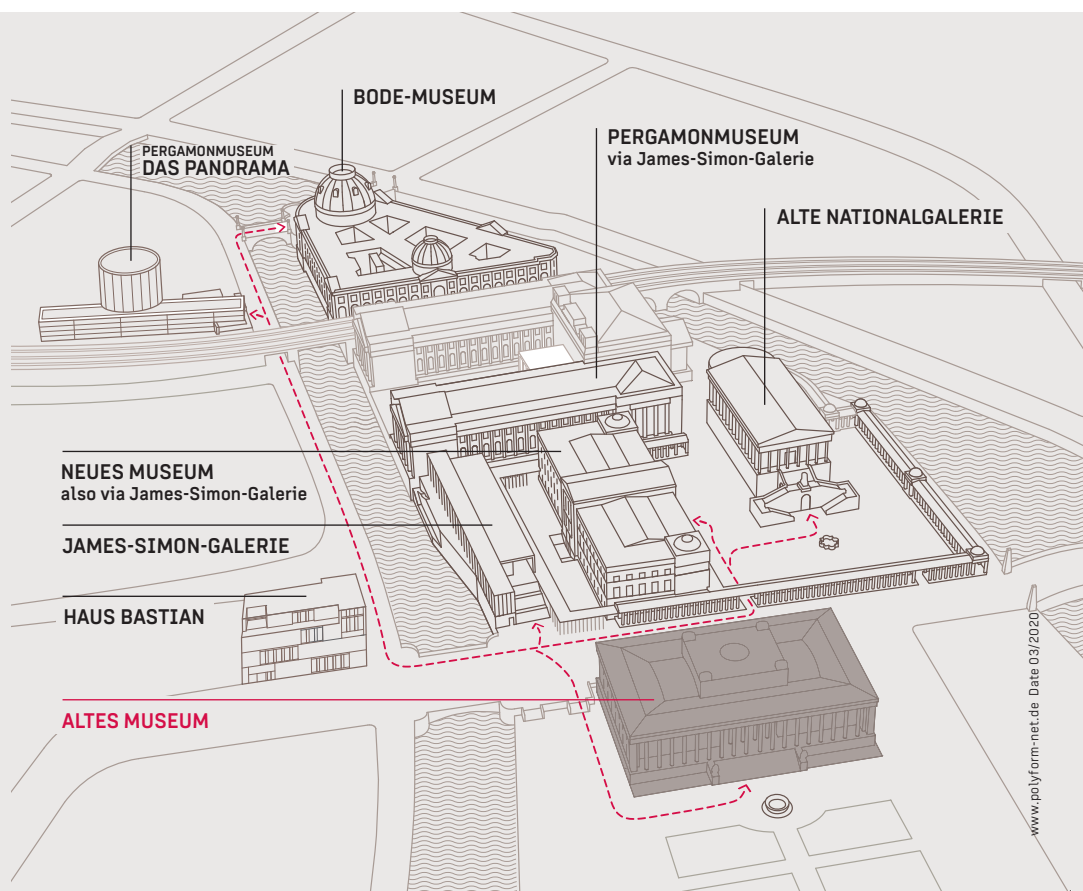 BODE-MUSEUM
PERGAMONMUSEUM
DAS PANORAMA
PERGAMONMUSEUM
via James-Simon-Galerie
ALTE NATIONALGALERIE
NEUES MUSEUM
also via James-Simon-Galerie
JAMES-SIMON-GALERIE
HAUS BASTIAN
ALTES MUSEUM
www.polyform-net.de Date 03/2020